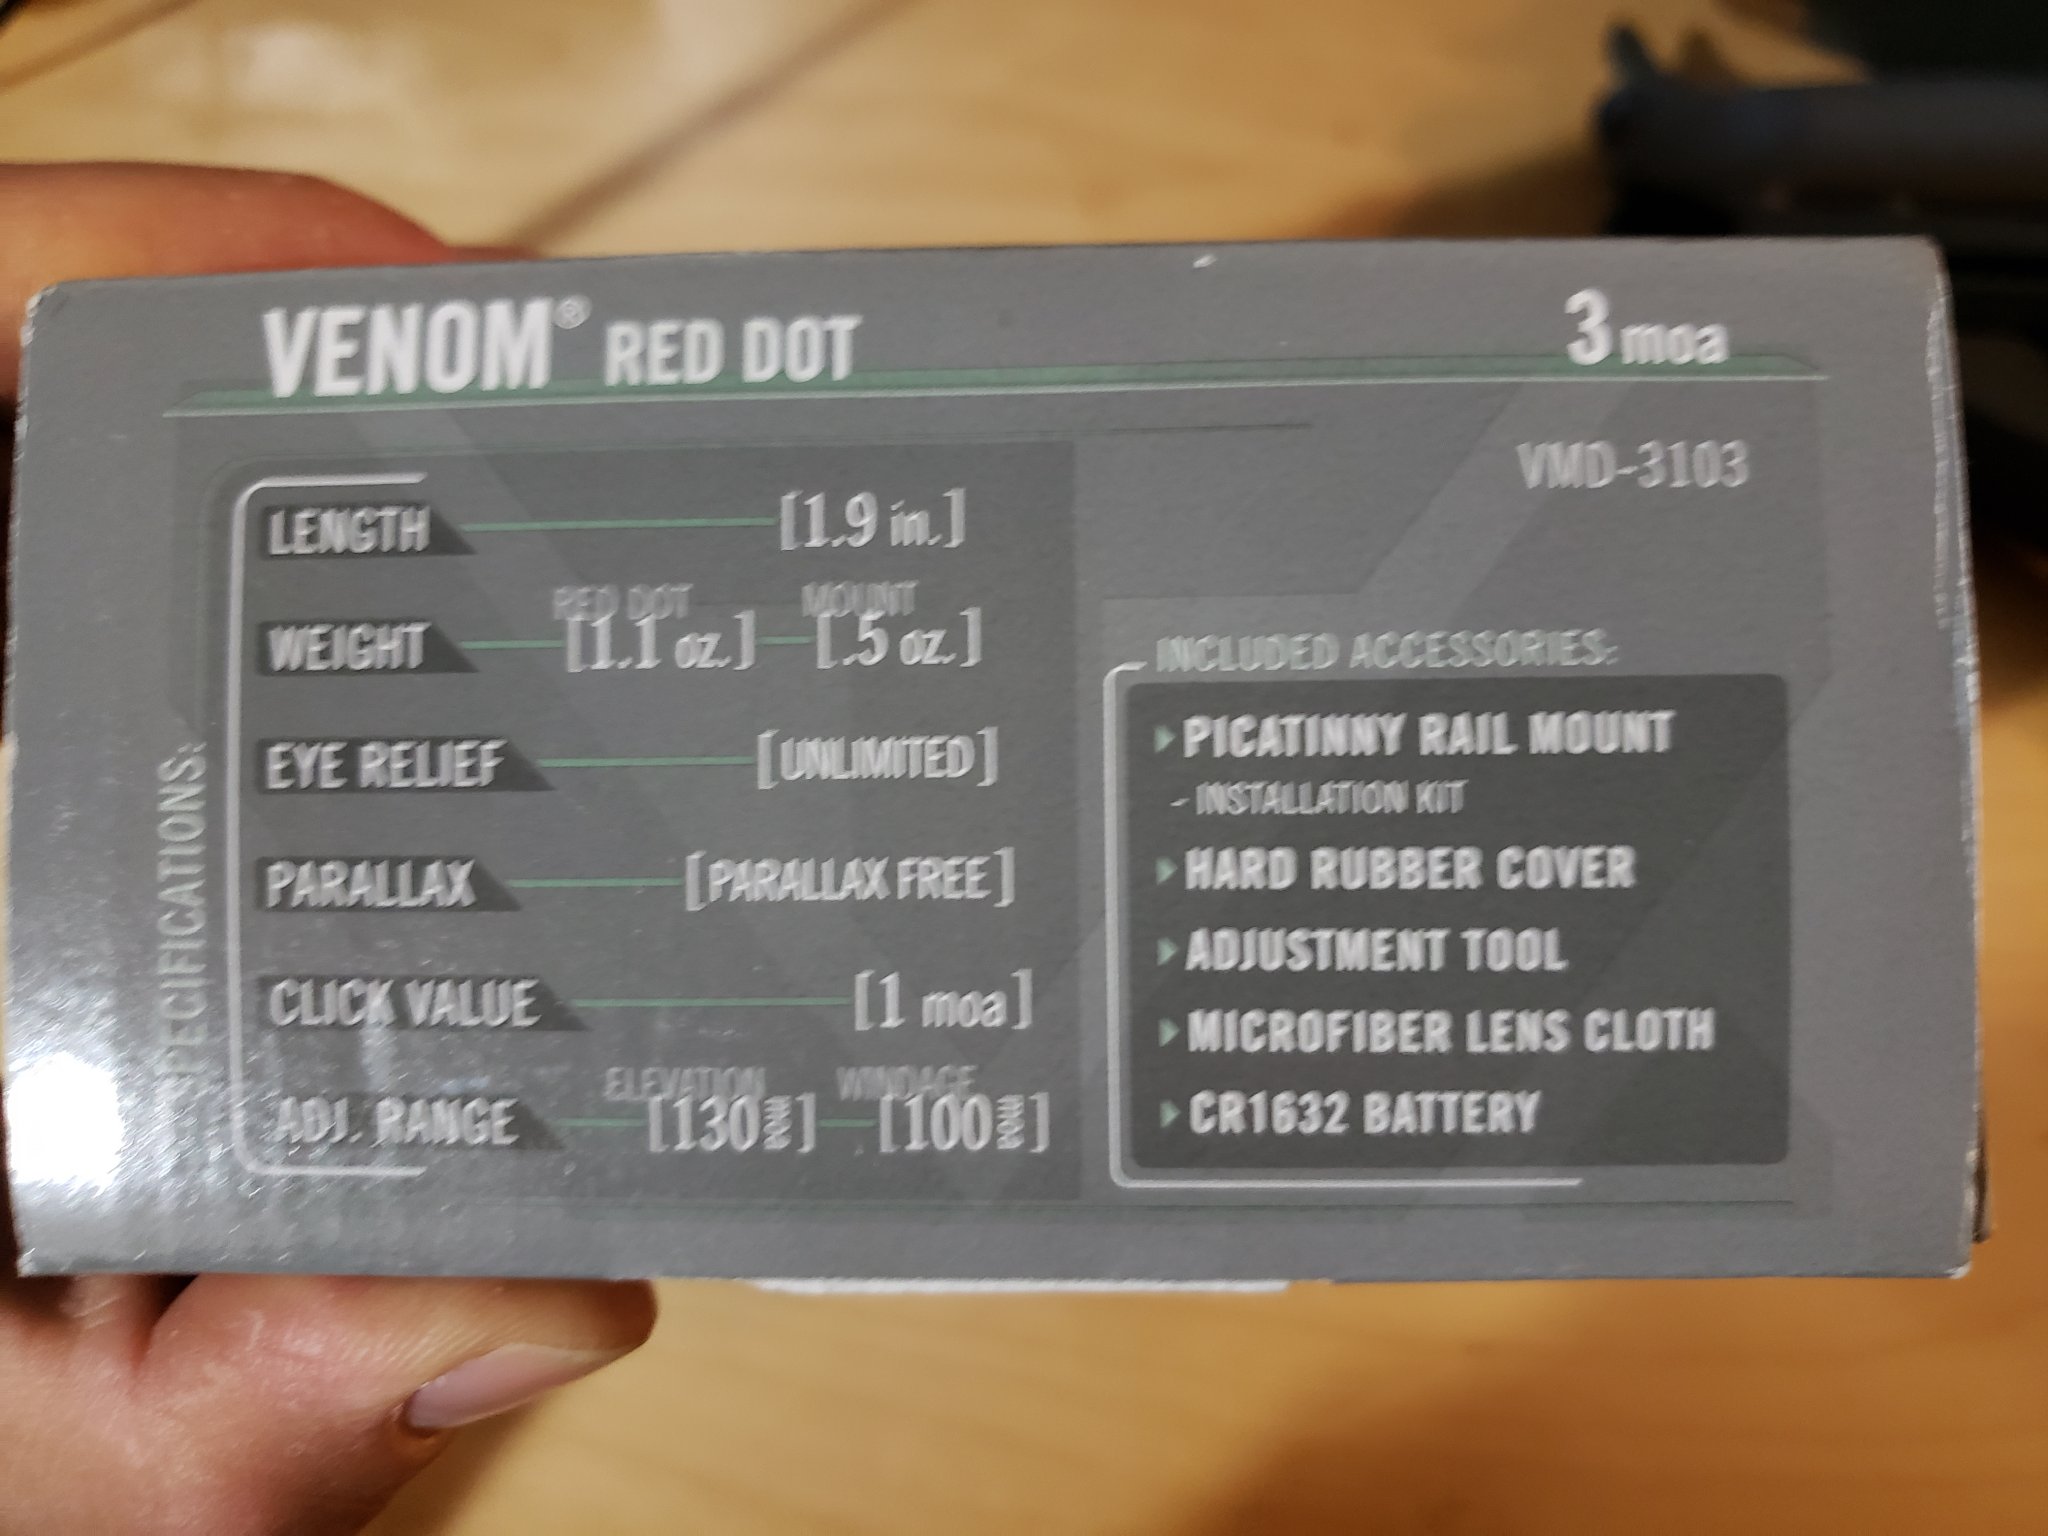 VENOM® RED DOT
3 moa
VMD-3103
SPECIFICATIONS:
LENGTH [1.9 in.]
RED DOT MOUNT
WEIGHT [1.1 oz.] [.5 oz.]
EYE RELIEF [UNLIMITED]
PARALLAX [PARALLAX FREE]
CLICK VALUE [1 moa]
ELEVATION WINDAGE
ADJ. RANGE [130 MOA MAX] [100 MOA MAX]
INCLUDED ACCESSORIES:
PICATINNY RAIL MOUNT
- INSTALLATION KIT
HARD RUBBER COVER
ADJUSTMENT TOOL
MICROFIBER LENS CLOTH
CR1632 BATTERY